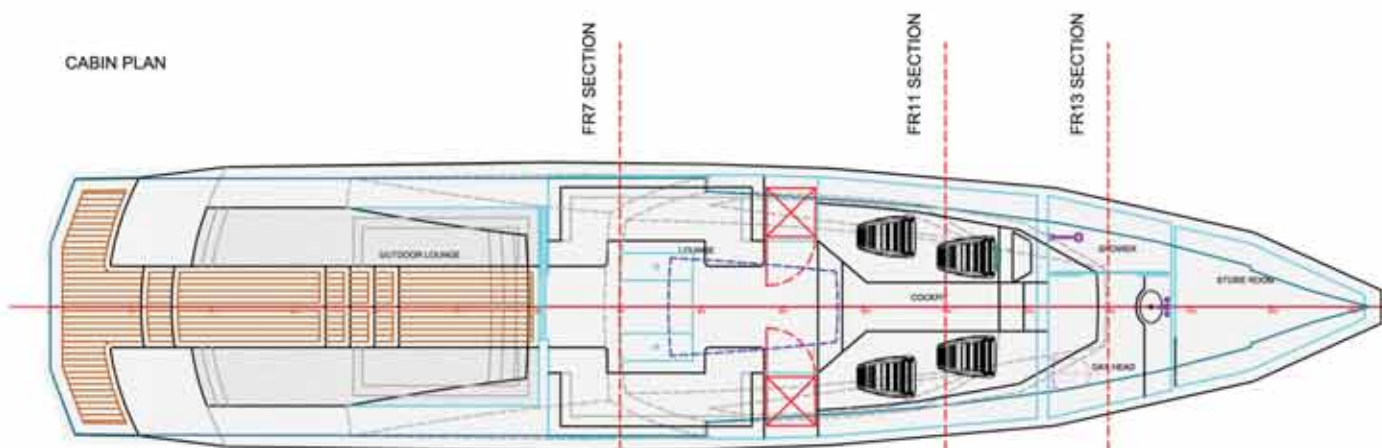 CABIN PLAN
FR7 SECTION
FR11 SECTION
FR13 SECTION
OUTDOOR LOUNGE
LOUNGE
COCKPIT
SHOWER
STORE ROOM
DAY HEAD